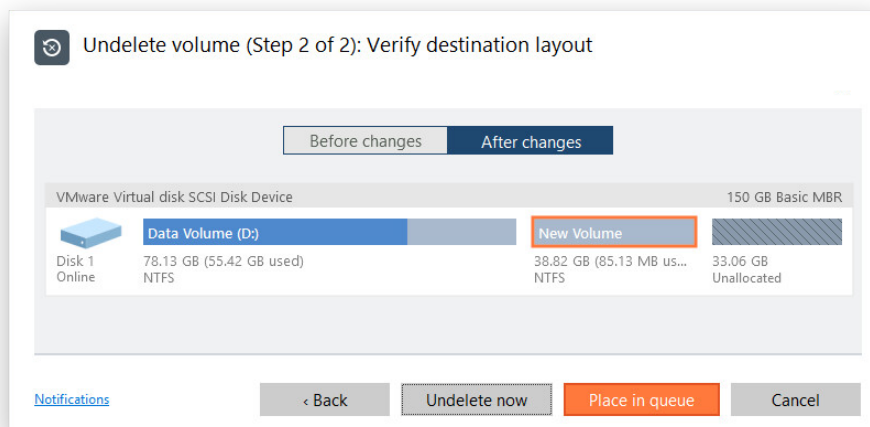 Undelete volume (Step 2 of 2): Verify destination layout
Before changes After changes
VMware Virtual disk SCSI Disk Device 150 GB Basic MBR
Data Volume (D:) New Volume
Disk 1 78.13 GB (55.42 GB used) 38.82 GB (85.13 MB us... 33.06 GB
Online NTFS NTFS Unallocated
Notifications ‹ Back Undelete now Place in queue Cancel